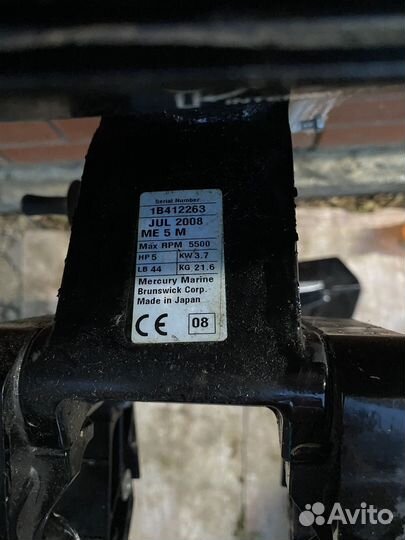 Serial Number
1B412263
JUL 2008
ME 5 M
Max RPM 5500
HP 5 KW 3.7
LB 44 KG 21.6
Mercury Marine
Brunswick Corp.
Made in Japan
CE 08
Avito